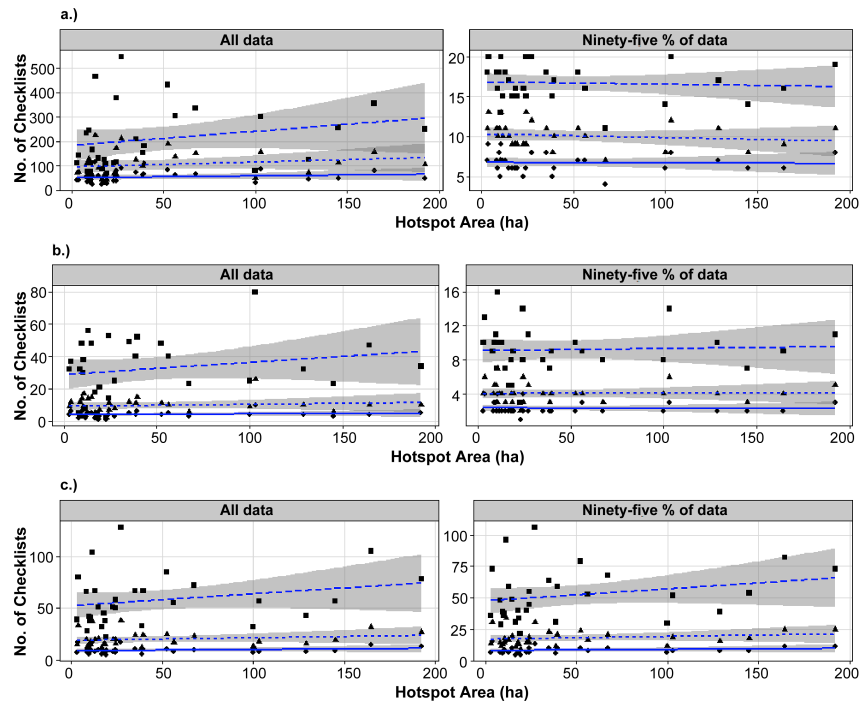 a.)
All data
Ninety-five % of data
No. of Checklists
500
400
300
200
100
0
20
15
10
5
0 50 100 150 200
0 50 100 150 200
Hotspot Area (ha)
b.)
All data
Ninety-five % of data
No. of Checklists
80
60
40
20
0
16
12
8
4
0 50 100 150 200
0 50 100 150 200
Hotspot Area (ha)
c.)
All data
Ninety-five % of data
No. of Checklists
100
50
0
100
75
50
25
0
0 50 100 150 200
0 50 100 150 200
Hotspot Area (ha)